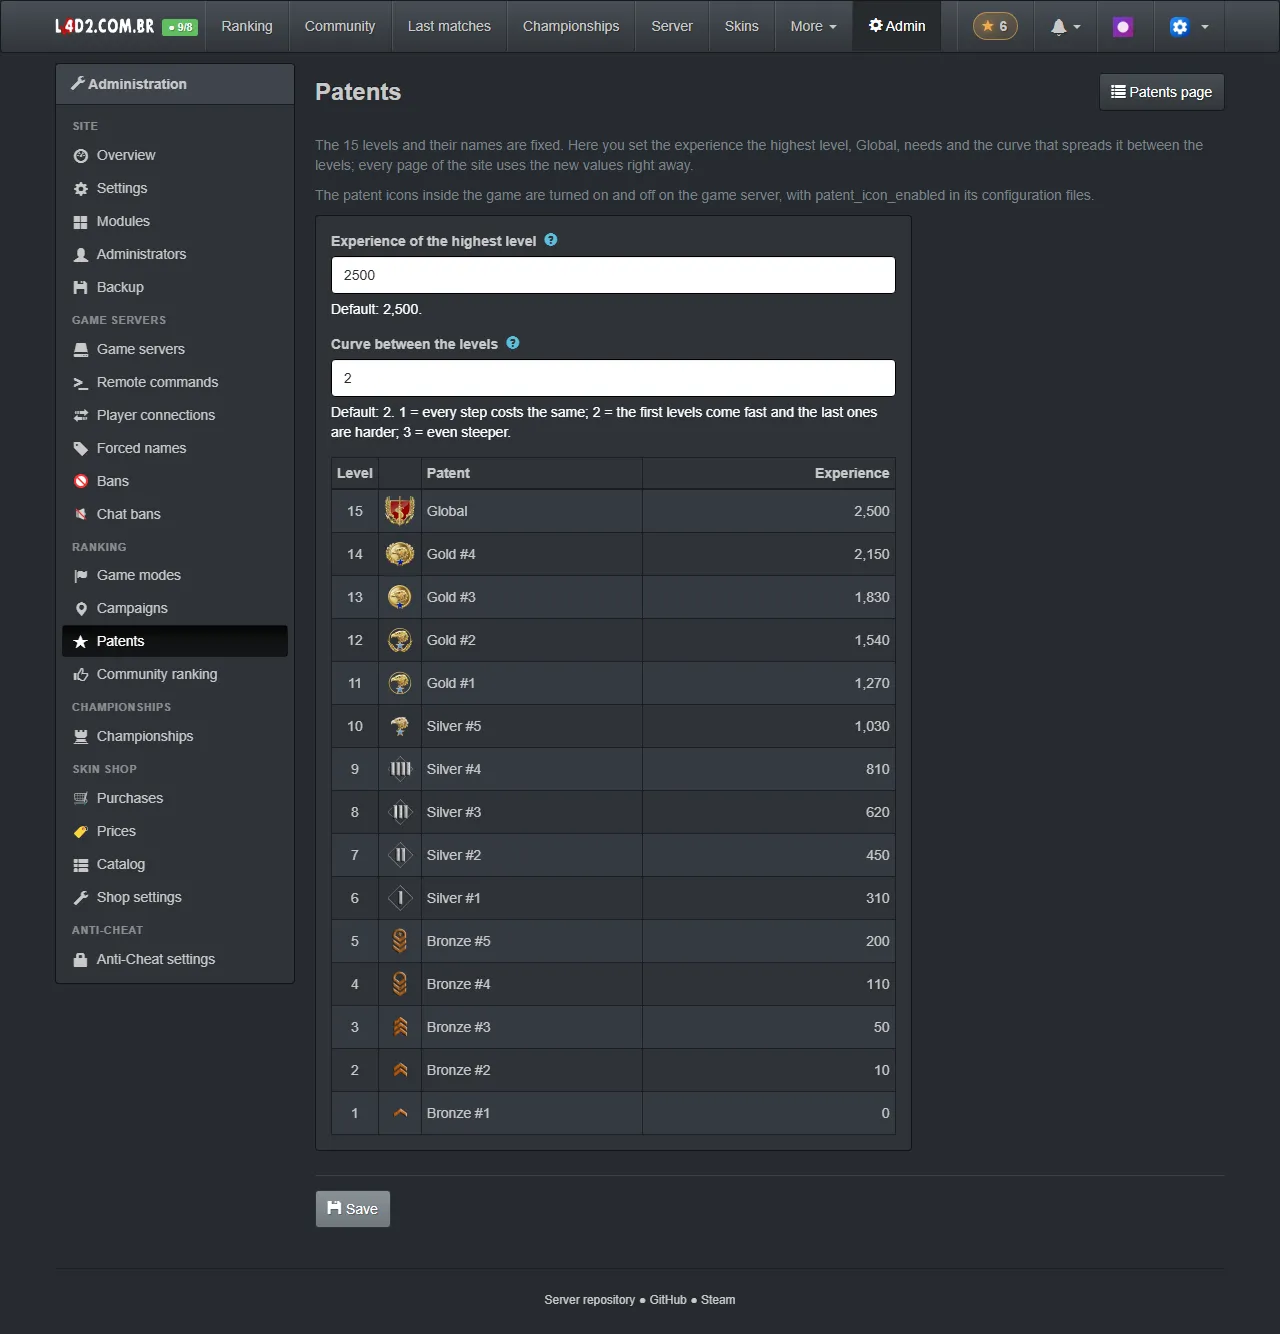 L4D2.COM.BR
9/8
Ranking
Community
Last matches
Championships
Server
Skins
More
Admin
6
Administration
SITE
Overview
Settings
Modules
Administrators
Backup
GAME SERVERS
Game servers
Remote commands
Player connections
Forced names
Bans
Chat bans
RANKING
Game modes
Campaigns
Patents
Community ranking
CHAMPIONSHIPS
Championships
SKIN SHOP
Purchases
Prices
Catalog
Shop settings
ANTI-CHEAT
Anti-Cheat settings
Patents
Patents page
The 15 levels and their names are fixed. Here you set the experience the highest level, Global, needs and the curve that spreads it between the
levels; every page of the site uses the new values right away.
The patent icons inside the game are turned on and off on the game server, with patent_icon_enabled in its configuration files.
Experience of the highest level
2500
Default: 2,500.
Curve between the levels
2
Default: 2. 1 = every step costs the same; 2 = the first levels come fast and the last ones
are harder; 3 = even steeper.
Level Patent Experience
15 Global 2,500
14 Gold #4 2,150
13 Gold #3 1,830
12 Gold #2 1,540
11 Gold #1 1,270
10 Silver #5 1,030
9 Silver #4 810
8 Silver #3 620
7 Silver #2 450
6 Silver #1 310
5 Bronze #5 200
4 Bronze #4 110
3 Bronze #3 50
2 Bronze #2 10
1 Bronze #1 0
Save
Server repository ● GitHub ● Steam